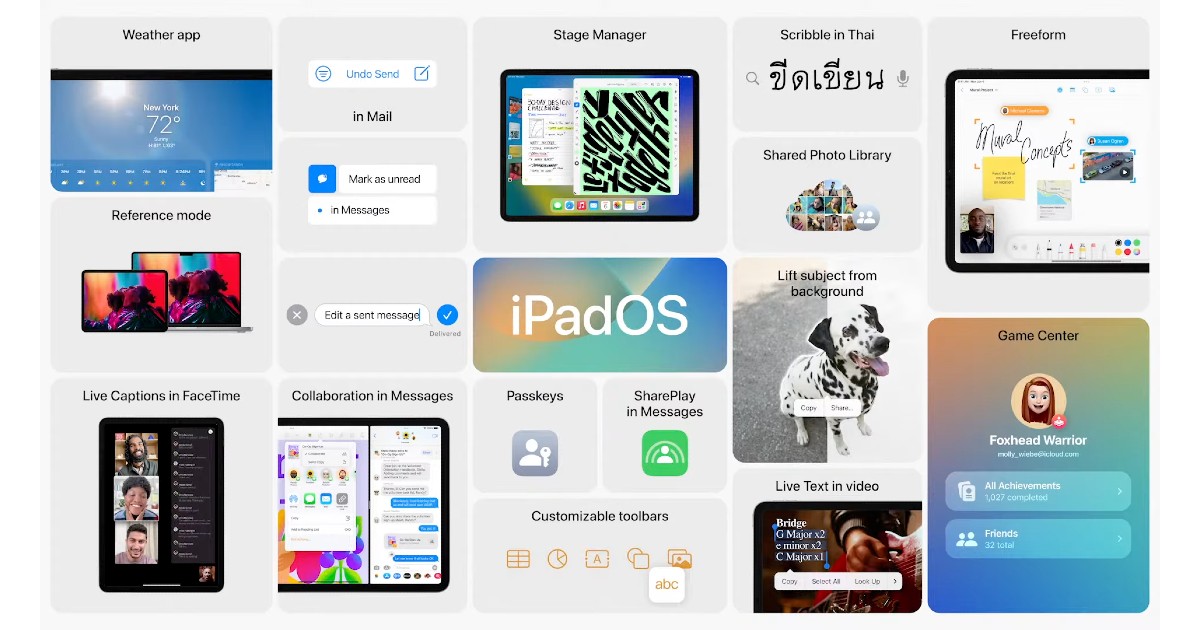 Weather app
New York
72°
Sunny
Undo Send
in Mail
Mark as unread
in Messages
Stage Manager
Scribble in Thai
ขีดเขียน
Shared Photo Library
Freeform
Mural Concepts
Reference mode
Edit a sent message
Delivered
iPadOS
Lift subject from
background
Copy
Share...
Game Center
Foxhead Warrior
molly_wiebe@icloud.com
All Achievements
1,027 completed
Friends
32 total
Live Captions in FaceTime
Collaboration in Messages
Passkeys
SharePlay
in Messages
Customizable toolbars
A
abc
Live Text in video
Bridge
G Major x2
e minor x2
C Major x1
Copy
Select All
Look Up